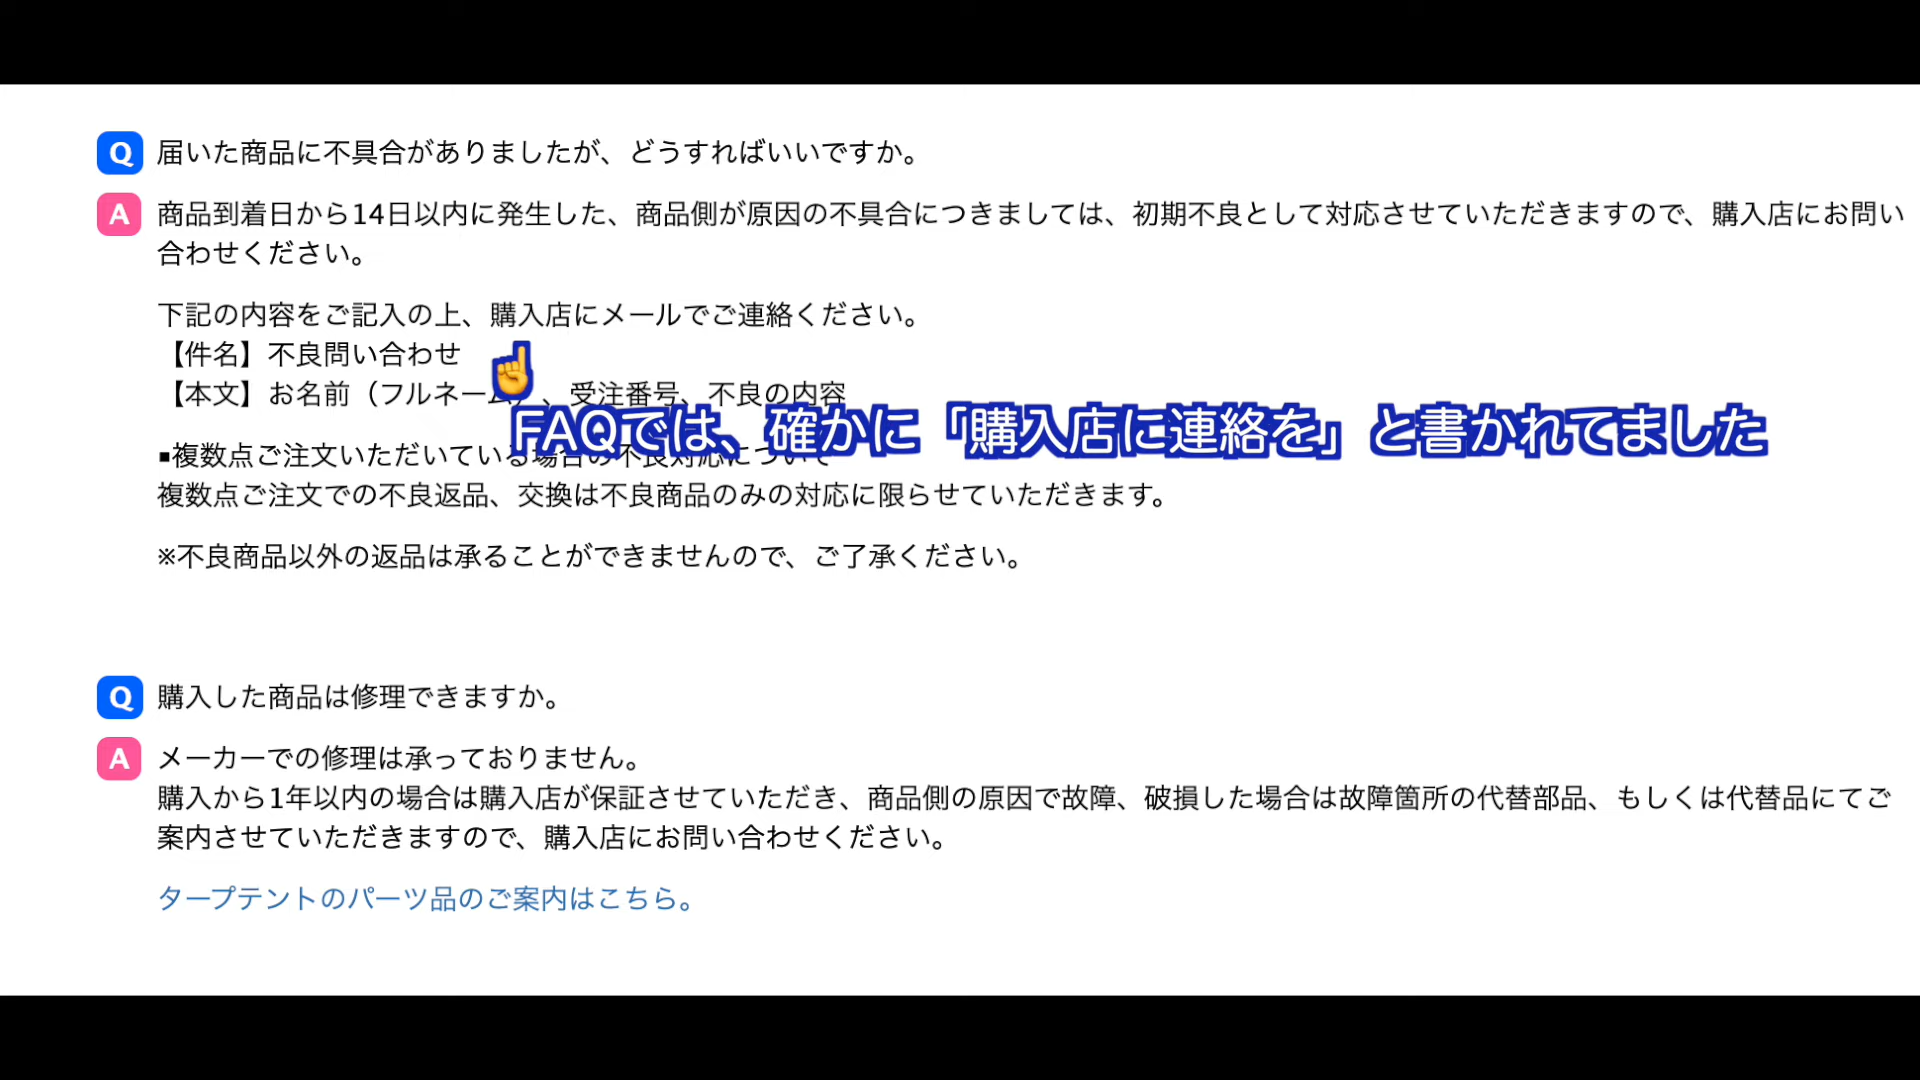 Q 届いた商品に不具合がありましたが、どうすればいいですか。
A 商品到着日から14日以内に発生した、商品側が原因の不具合につきましては、初期不良として対応させていただきますので、購入店にお問い
合わせください。
下記の内容をご記入の上、購入店にメールでご連絡ください。
【件名】不良問い合わせ
【本文】お名前（フルネーム）、受注番号、不良の内容
FAQでは、確かに「購入店に連絡を」と書かれてました
▪複数点ご注文いただいている場合の不良対応について
複数点ご注文での不良返品、交換は不良商品のみの対応に限らせていただきます。
※不良商品以外の返品は承ることができませんので、ご了承ください。
Q 購入した商品は修理できますか。
A メーカーでの修理は承っておりません。
購入から1年以内の場合は購入店が保証させていただき、商品側の原因で故障、破損した場合は故障箇所の代替部品、もしくは代替品にてご
案内させていただきますので、購入店にお問い合わせください。
タープテントのパーツ品のご案内はこちら。